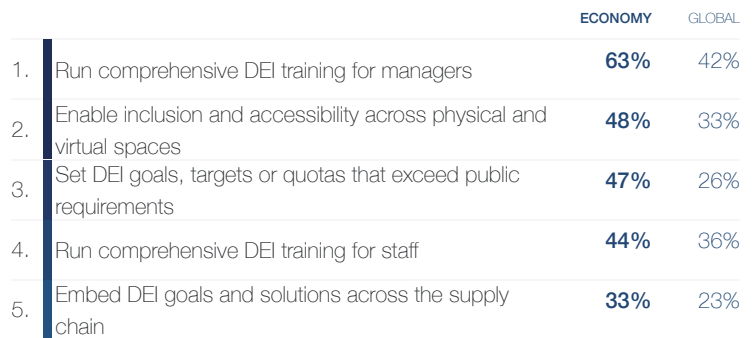 ECONOMY GLOBAL
1. Run comprehensive DEI training for managers 63% 42%
2. Enable inclusion and accessibility across physical and
virtual spaces 48% 33%
3. Set DEI goals, targets or quotas that exceed public
requirements 47% 26%
4. Run comprehensive DEI training for staff 44% 36%
5. Embed DEI goals and solutions across the supply
chain 33% 23%